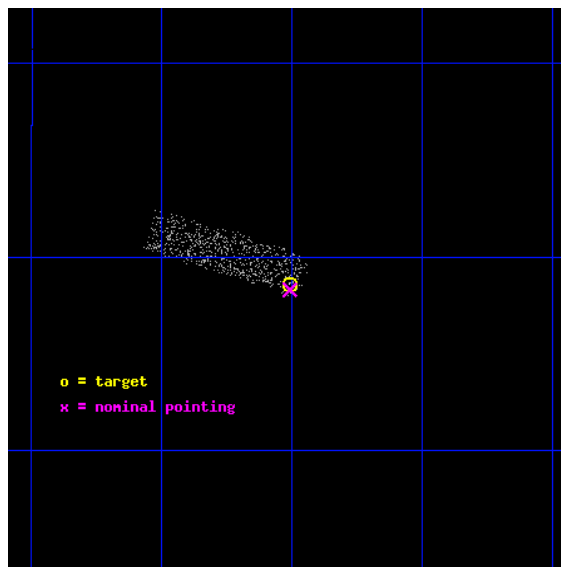 o = target
x = nominal pointing